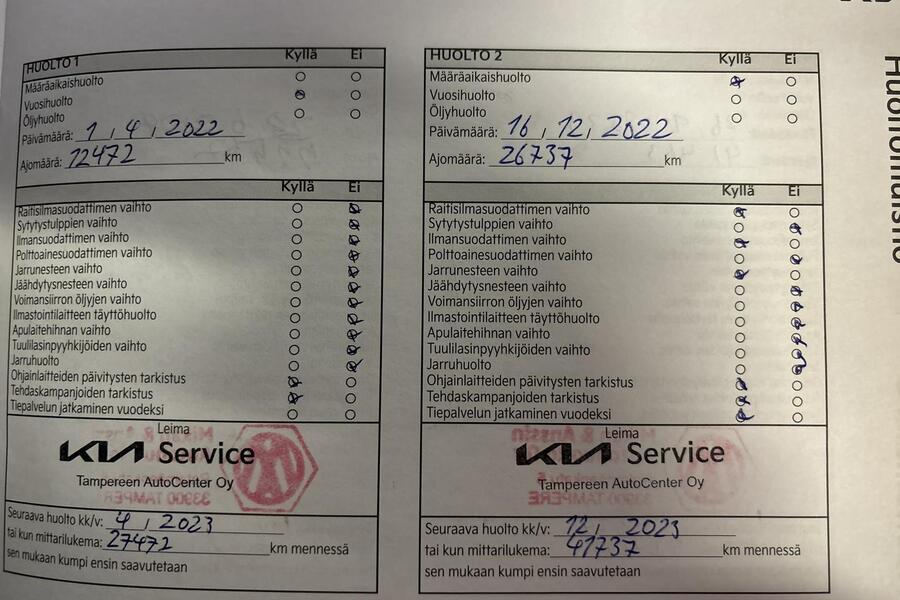 HUOLTO 1 Kyllä Ei
Määräaikaishuolto
Vuosihuolto
Öljyhuolto
Päivämäärä: 1 / 4 / 2022
Ajomäärä: 12472 km
Kyllä Ei
Raitisilmasuodattimen vaihto
Sytytystulppien vaihto
Ilmansuodattimen vaihto
Polttoainesuodattimen vaihto
Jarrunesteen vaihto
Jäähdytysnesteen vaihto
Voimansiirron öljyjen vaihto
Ilmastointilaitteen täyttöhuolto
Apulaitehihnan vaihto
Tuulilasinpyyhkijöiden vaihto
Jarruhuolto
Ohjainlaitteiden päivitysten tarkistus
Tehdaskampanjoiden tarkistus
Tiepalvelun jatkaminen vuodeksi
Leima
KIA Service
Tampereen AutoCenter Oy
33900 TAMPER
Seuraava huolto kk/v: 4 / 2023
tai kun mittarilukema: 27472 km mennessä
sen mukaan kumpi ensin saavutetaan
HUOLTO 2 Kyllä Ei
Määräaikaishuolto
Vuosihuolto
Öljyhuolto
Päivämäärä: 16 / 12 / 2022
Ajomäärä: 26737 km
Kyllä Ei
Raitisilmasuodattimen vaihto
Sytytystulppien vaihto
Ilmansuodattimen vaihto
Polttoainesuodattimen vaihto
Jarrunesteen vaihto
Jäähdytysnesteen vaihto
Voimansiirron öljyjen vaihto
Ilmastointilaitteen täyttöhuolto
Apulaitehihnan vaihto
Tuulilasinpyyhkijöiden vaihto
Jarruhuolto
Ohjainlaitteiden päivitysten tarkistus
Tehdaskampanjoiden tarkistus
Tiepalvelun jatkaminen vuodeksi
Leima
KIA Service
Tampereen AutoCenter Oy
33900 TAMPERE
Seuraava huolto kk/v: 12 / 2023
tai kun mittarilukema: 41737 km mennessä
sen mukaan kumpi ensin saavutetaan